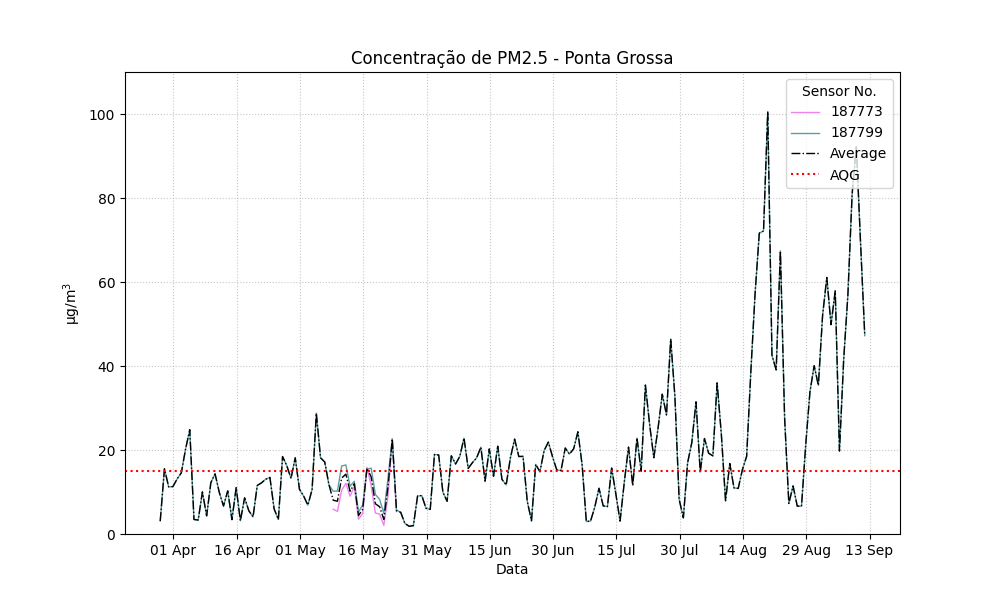 Concentração de PM2.5 - Ponta Grossa
Sensor No.
187773
187799
Average
AQG
µg/m³
100
80
60
40
20
0
01 Apr 16 Apr 01 May 16 May 31 May 15 Jun 30 Jun 15 Jul 30 Jul 14 Aug 29 Aug 13 Sep
Data